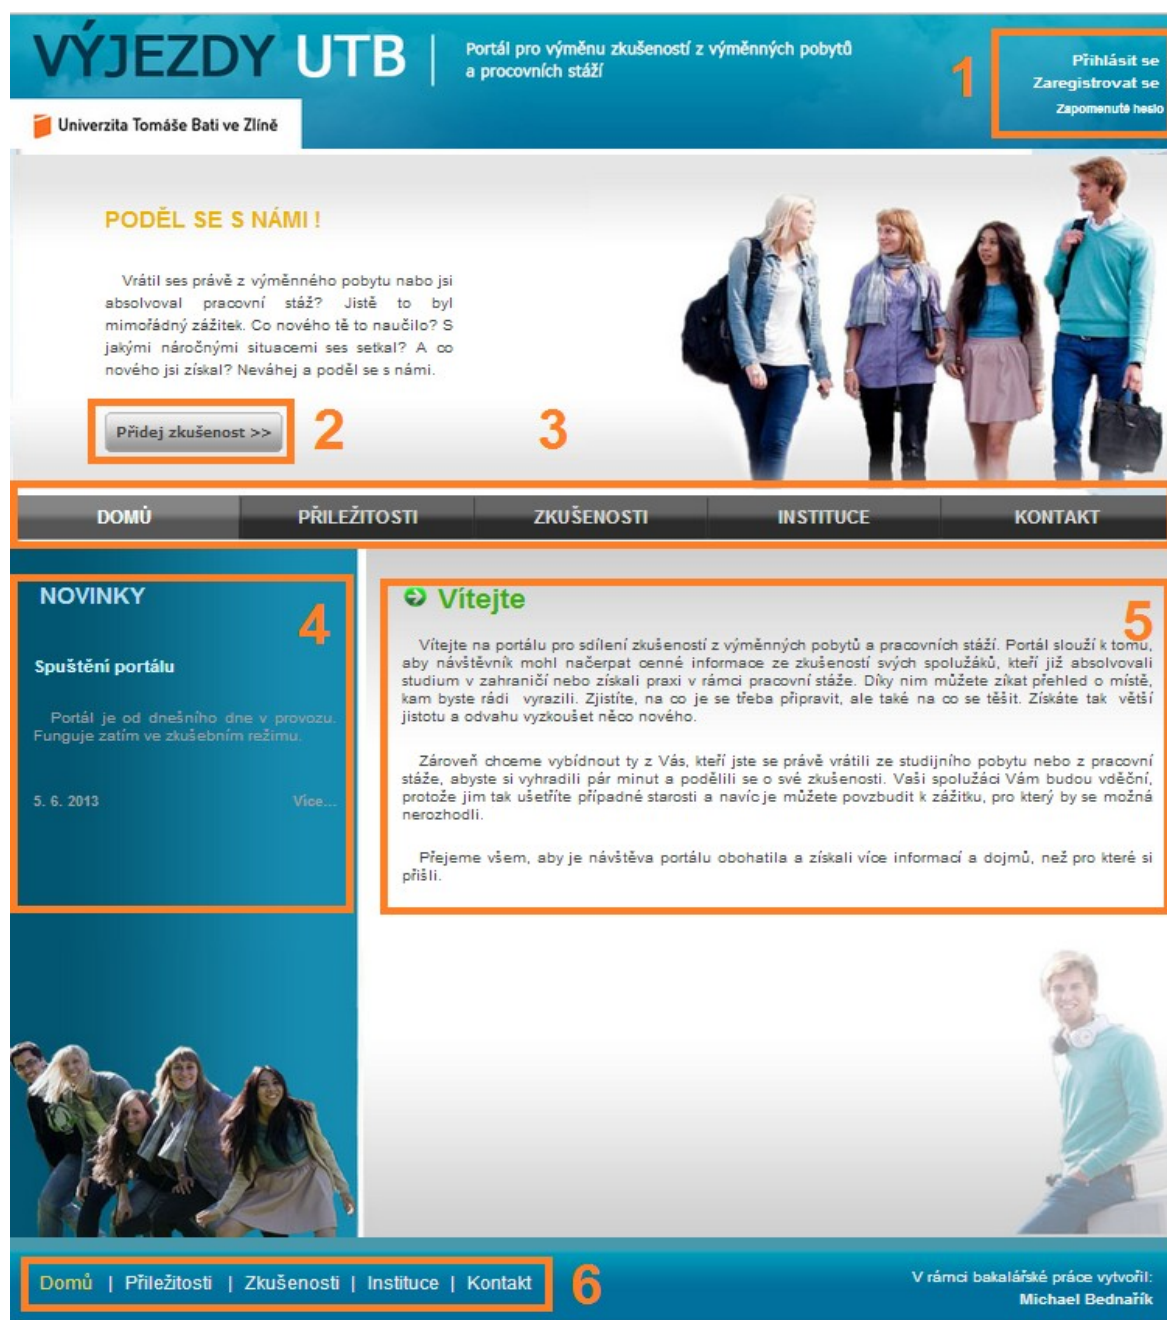 VÝJEZDY UTB
Portál pro výměnu zkušeností z výměnných pobytů
a procovních stáží
1
Přihlásit se
Zaregistrovat se
Zapomenuté heslo
Univerzita Tomáše Bati ve Zlíně
PODĚL SE S NÁMI !
Vrátil ses právě z výměnného pobytu nabo jsi
absolvoval pracovní stáž? Jistě to byl
mimořádný zážitek. Co nového tě to naučilo? S
jakými náročnými situacemi ses setkal? A co
nového jsi získal? Neváhej a poděl se s námi.
Přidej zkušenost >>
2
3
DOMŮ
PŘILEŽITOSTI
ZKUŠENOSTI
INSTITUCE
KONTAKT
NOVINKY
4
Spuštění portálu
Portál je od dnešního dne v provozu.
Funguje zatím ve zkušebním režimu.
5. 6. 2013
Více...
Vítejte
5
Vítejte na portálu pro sdílení zkušeností z výměnných pobytů a pracovních stáží. Portál slouží k tomu,
aby návštěvník mohl načerpat cenné informace ze zkušeností svých spolužáků, kteří již absolvovali
studium v zahraničí nebo získali praxi v rámci pracovní stáže. Díky nim můžete zíkat přehled o místě,
kam byste rádi vyrazili. Zjistíte, na co je se třeba připravit, ale také na co se těšit. Získáte tak větší
jistotu a odvahu vyzkoušet něco nového.
Zároveň chceme vybídnout ty z Vás, kteří jste se právě vrátili ze studijního pobytu nebo z pracovní
stáže, abyste si vyhradili pár minut a podělili se o své zkušenosti. Vaši spolužáci Vám budou vděční,
protože jim tak ušetříte případné starosti a navíc je můžete povzbudit k zážitku, pro který by se možná
nerozhodli.
Přejeme všem, aby je návštěva portálu obohatila a získali více informací a dojmů, než pro které si
přišli.
Domů | Přiležitosti | Zkušenosti | Instituce | Kontakt
6
V rámci bakalářské práce vytvořil:
Michael Bednařík